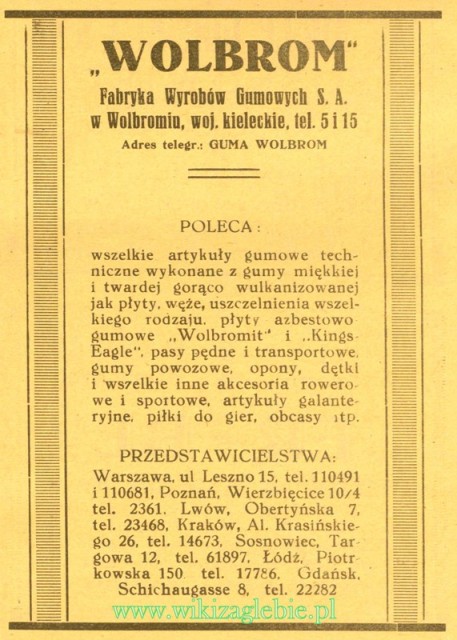 „WOLBROM“
Fabryka Wyrobów Gumowych S. A.
w Wolbromiu, woj. kieleckie, tel. 5 i 15
Adres telegr.: GUMA WOLBROM
POLECA:
wszelkie artykuły gumowe tech-
niczne wykonane z gumy miękkiej
i twardej gorąco wulkanizowanej
jak płyty, węże, uszczelnienia wszel-
kiego rodzaju, płyty azbestowo
gumowe „Wolbromit“ i „Kings-
Eagle“, pasy pędne i transportowe,
gumy powozowe, opony, dętki
i wszelkie inne akcesoria rowero-
we i sportowe, artykuły galante-
ryjne, piłki do gier, obcasy itp.
PRZEDSTAWICIELSTWA:
Warszawa, ul Leszno 15, tel. 110491
i 110681, Poznań, Wierzbięcice 10/4
tel. 2361. Lwów, Obertyńska 7,
tel. 23468, Kraków, Al. Krasińskie-
go 26, tel. 14673, Sosnowiec, Tar-
gowa 12, tel. 61897, Łódź, Piotr-
kowska 150 tel. 17786. Gdańsk,
Schichaugasse 8, tel. 22282
www.wikizaglebie.pl